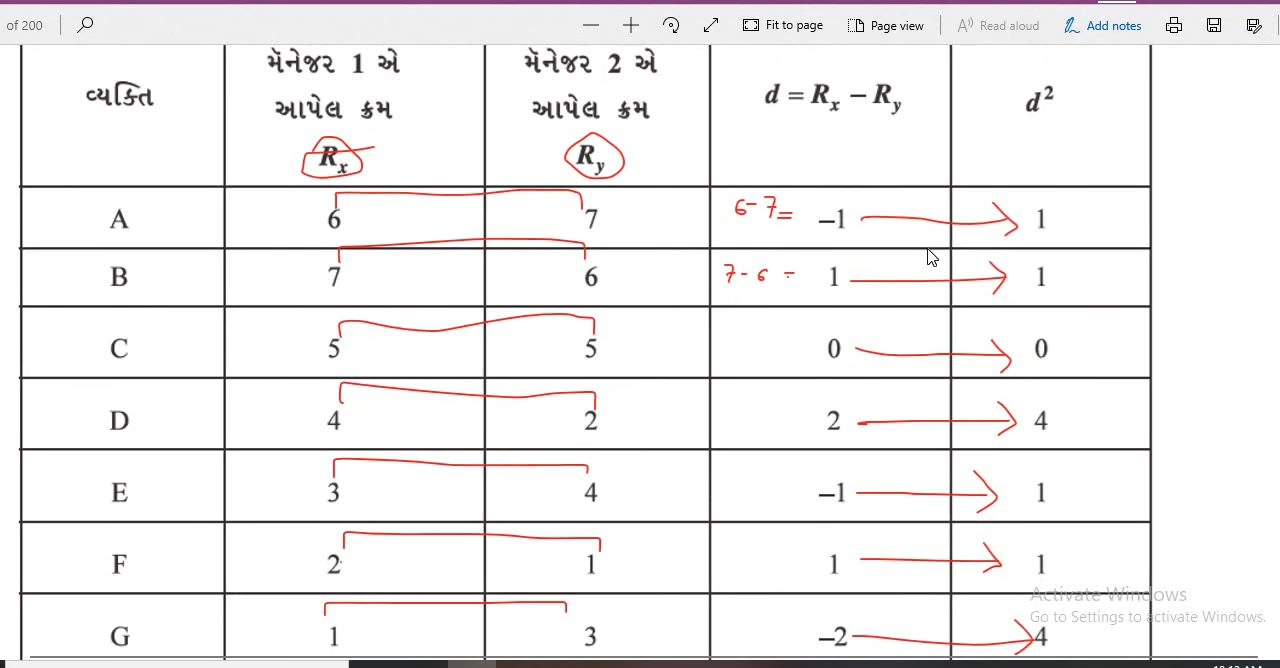 of 200 Fit to page Page view Read aloud Add notes
વ્યક્તિ મૅનેજર 1 એ આપેલ ક્રમ Rx મૅનેજર 2 એ આપેલ ક્રમ Ry d = Rx − Ry d²
A 6 7 6-7= −1 1
B 7 6 7-6 = 1 1
C 5 5 0 0
D 4 2 2 4
E 3 4 −1 1
F 2 1 1 1
Activate Windows
Go to Settings to activate Windows.
G 1 3 −2 4